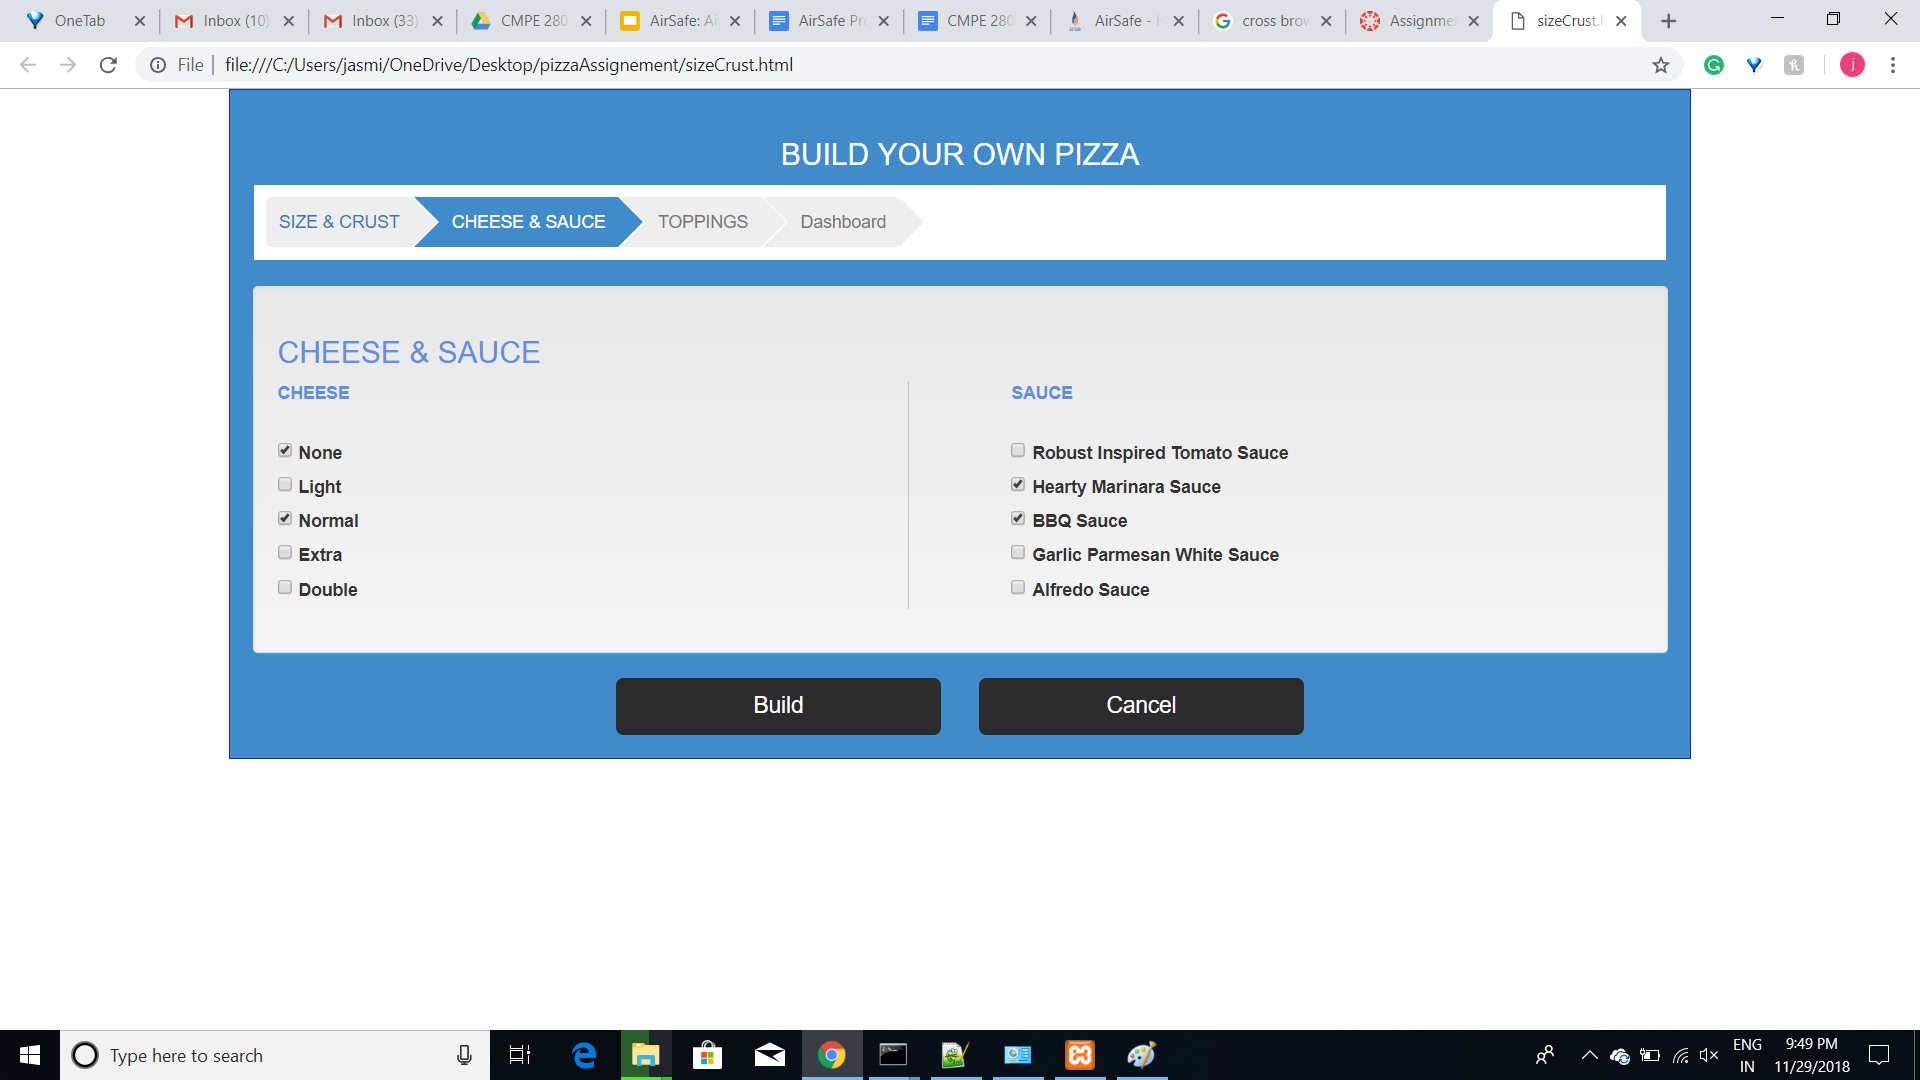 OneTab
Inbox (10)
Inbox (33)
CMPE 280
AirSafe: Ai
AirSafe Pro
CMPE 280
AirSafe - H
cross brow
Assignmen
sizeCrust.h
File
file:///C:/Users/jasmi/OneDrive/Desktop/pizzaAssignement/sizeCrust.html
j
BUILD YOUR OWN PIZZA
SIZE & CRUST
CHEESE & SAUCE
TOPPINGS
Dashboard
CHEESE & SAUCE
CHEESE
None
Light
Normal
Extra
Double
SAUCE
Robust Inspired Tomato Sauce
Hearty Marinara Sauce
BBQ Sauce
Garlic Parmesan White Sauce
Alfredo Sauce
Build
Cancel
Type here to search
ENG
IN
9:49 PM
11/29/2018